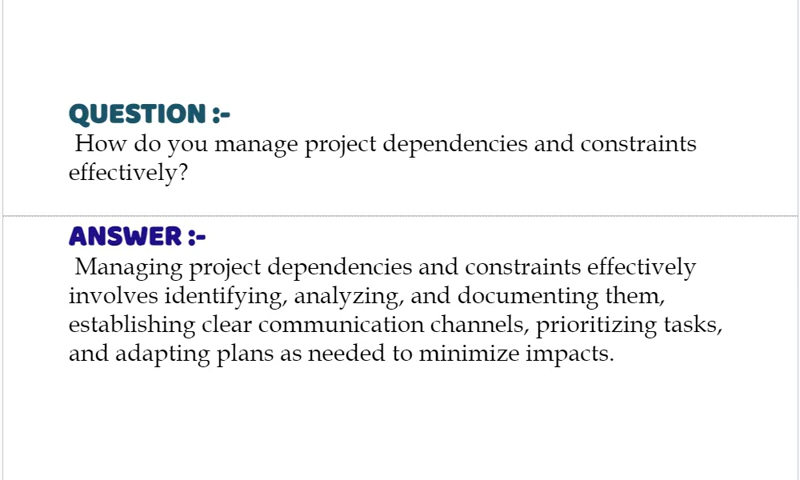 QUESTION :-
How do you manage project dependencies and constraints
effectively?
ANSWER :-
Managing project dependencies and constraints effectively
involves identifying, analyzing, and documenting them,
establishing clear communication channels, prioritizing tasks,
and adapting plans as needed to minimize impacts.